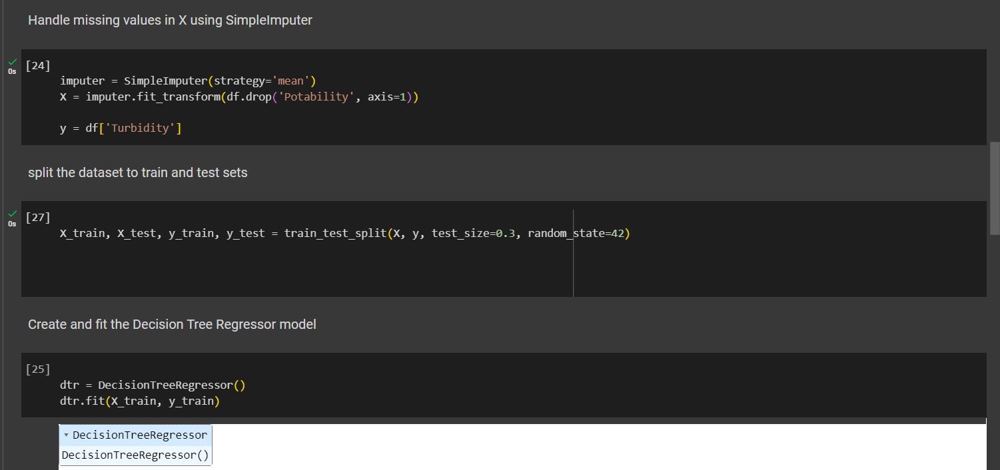 Handle missing values in X using SimpleImputer
[24]
0s
imputer = SimpleImputer(strategy='mean')
X = imputer.fit_transform(df.drop('Potability', axis=1))
y = df['Turbidity']
split the dataset to train and test sets
[27]
0s
X_train, X_test, y_train, y_test = train_test_split(X, y, test_size=0.3, random_state=42)
Create and fit the Decision Tree Regressor model
[25]
dtr = DecisionTreeRegressor()
dtr.fit(X_train, y_train)
▾ DecisionTreeRegressor
DecisionTreeRegressor()